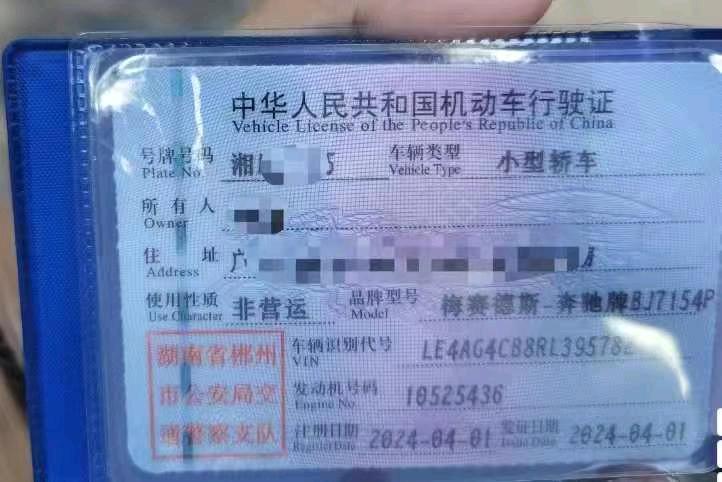 中华人民共和国机动车行驶证
Vehicle License of the People's Republic of China
号牌号码 湘 5 车辆类型 小型轿车
Plate No. Vehicle Type
所有人
Owner
住址 广
Address
使用性质 非营运 品牌型号 梅赛德斯-奔驰牌BJ7154P
Use Character Model
湖南省郴州
市公安局交
通警察支队
车辆识别代号 LE4AG4CB8RL395782
VIN
发动机号码 10525436
Engine No.
注册日期 2024-04-01 发证日期 2024-04-01
Register Date Issue Date